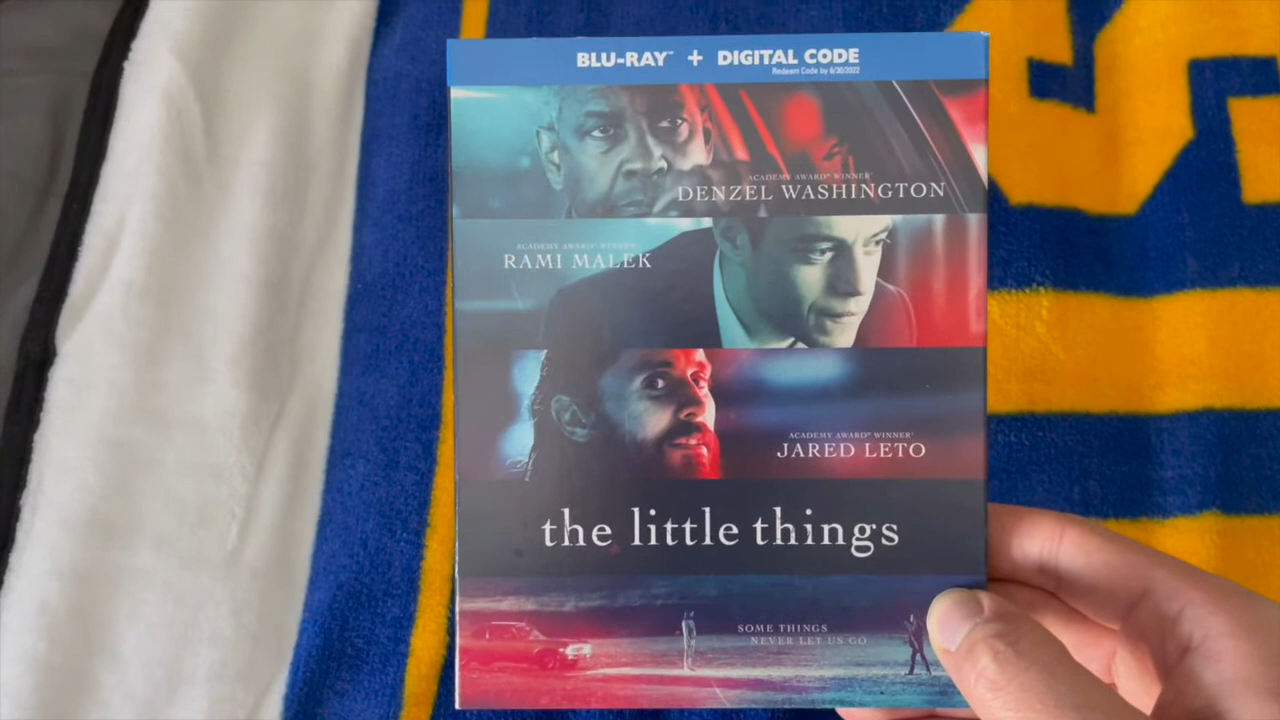 BLU-RAY™ + DIGITAL CODE
Redeem Code by 6/30/2022
ACADEMY AWARD® WINNER
DENZEL WASHINGTON
ACADEMY AWARD® WINNER
RAMI MALEK
ACADEMY AWARD® WINNER
JARED LETO
the little things
SOME THINGS
NEVER LET US GO